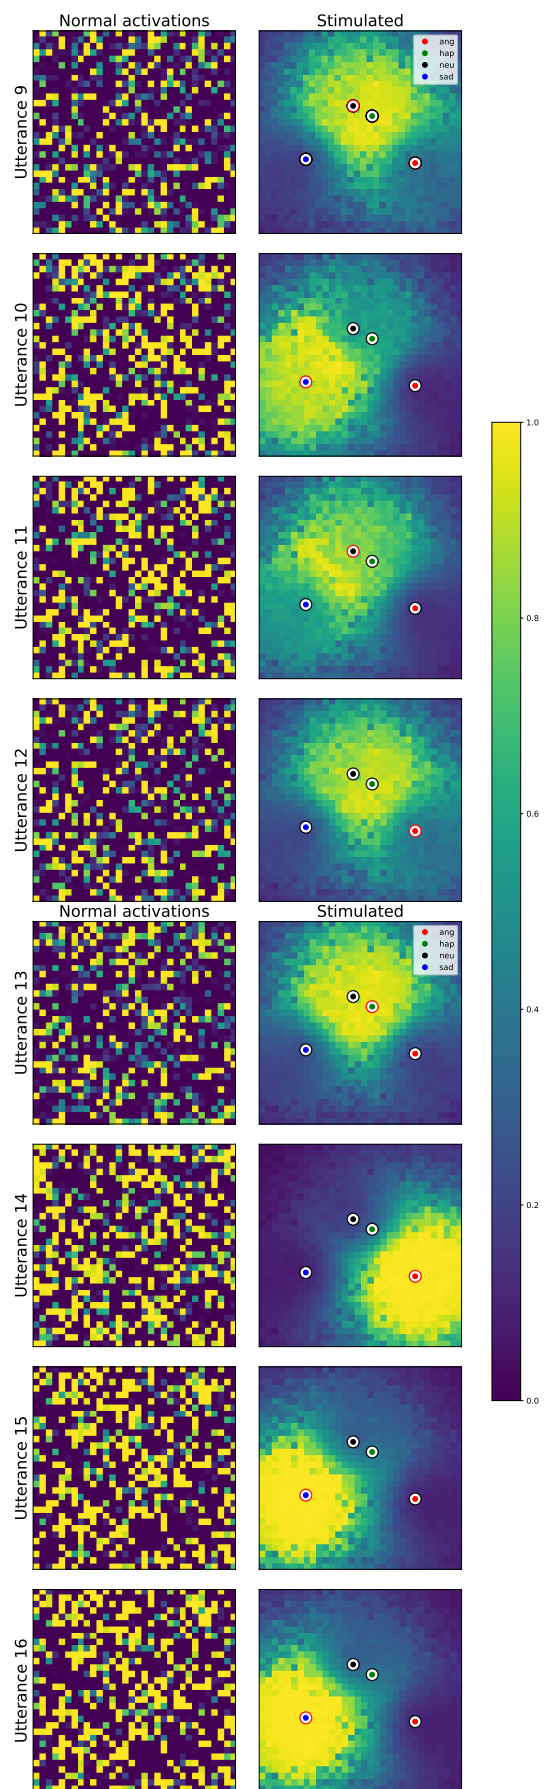 Normal activations Stimulated
Utterance 9
ang
hap
neu
sad
Utterance 10
Utterance 11
Utterance 12
Normal activations Stimulated
Utterance 13
ang
hap
neu
sad
Utterance 14
Utterance 15
Utterance 16
1.0
0.8
0.6
0.4
0.2
0.0